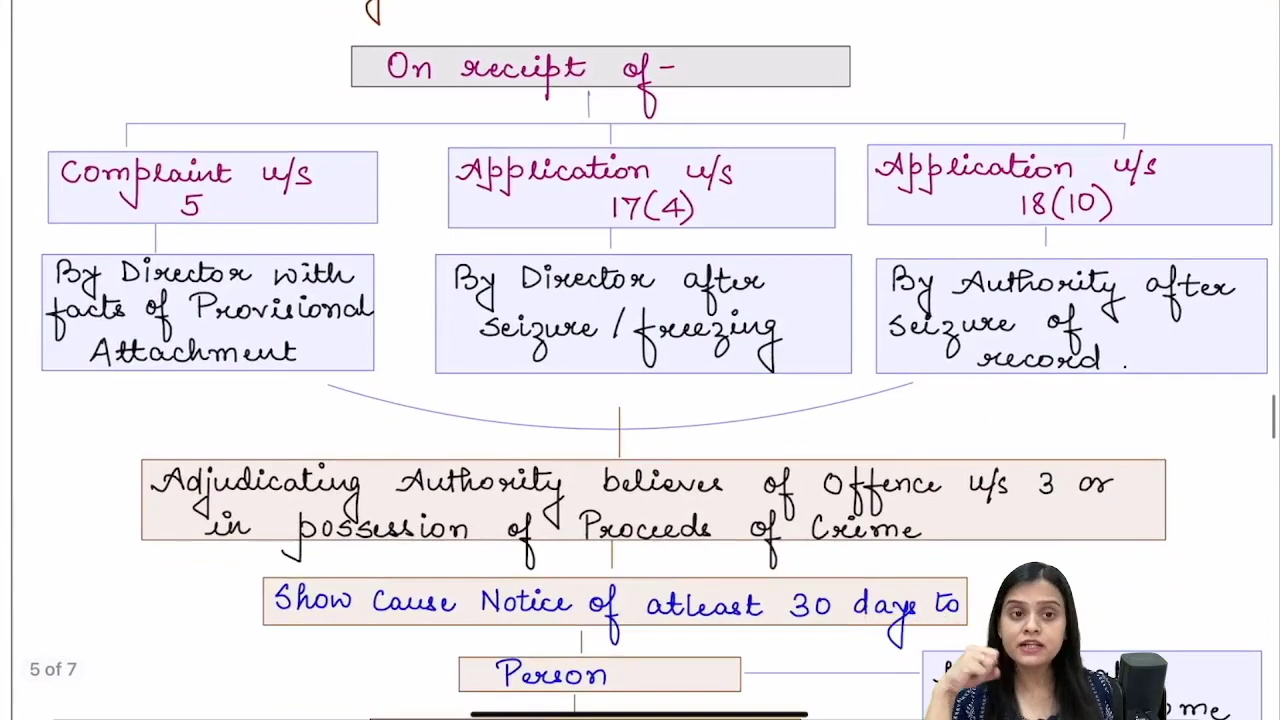 On receipt of -
Complaint u/s
5
Application u/s
17(4)
Application u/s
18(10)
By Director with
facts of Provisional
Attachment
By Director after
seizure / freezing
By Authority after
seizure of
record.
Adjudicating Authority believes of Offence u/s 3 or
in possession of Proceeds of Crime
Show Cause Notice of atleast 30 days to
Person
5 of 7